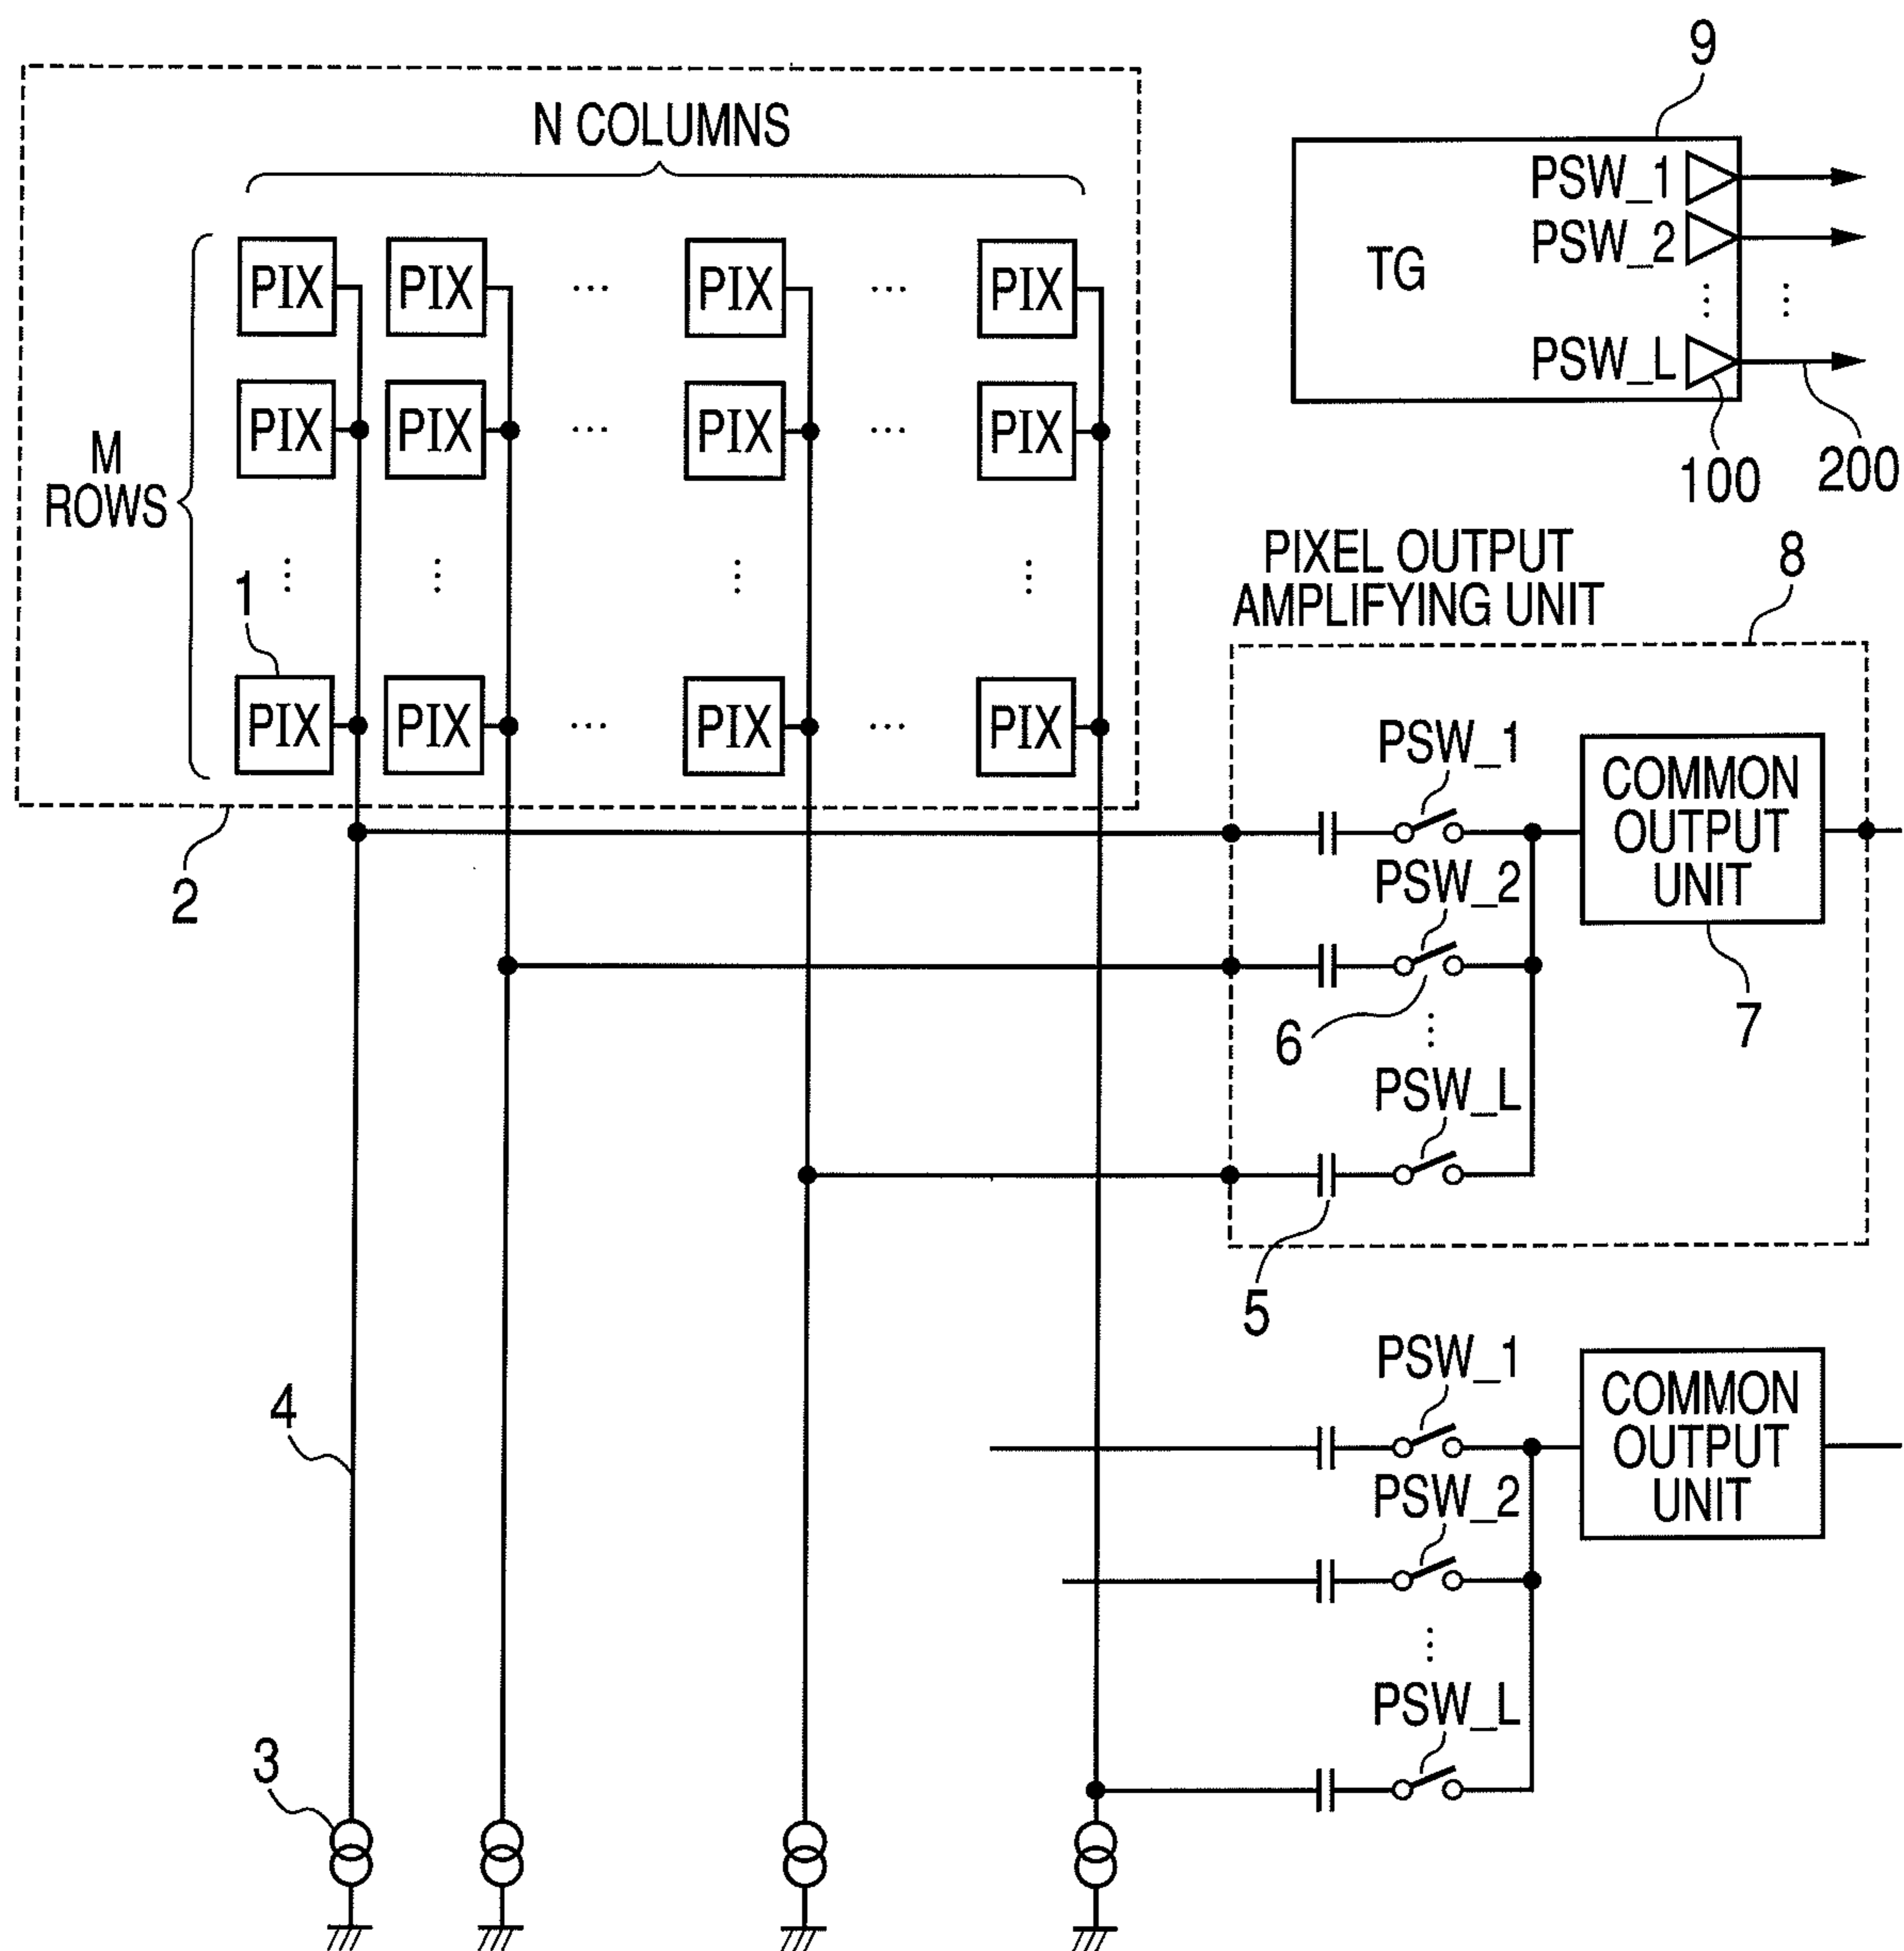 9
N COLUMNS
PSW_1
PSW_2
TG
...
...
PSW_L
100
200
PIX PIX ... PIX ... PIX
PIX PIX ... PIX ... PIX
M
ROWS
... ... ... ...
1
PIX PIX ... PIX ... PIX
2
PIXEL OUTPUT
AMPLIFYING UNIT
8
PSW_1
COMMON
OUTPUT
UNIT
PSW_2
6
7
...
PSW_L
5
4
PSW_1
COMMON
OUTPUT
UNIT
PSW_2
...
PSW_L
3